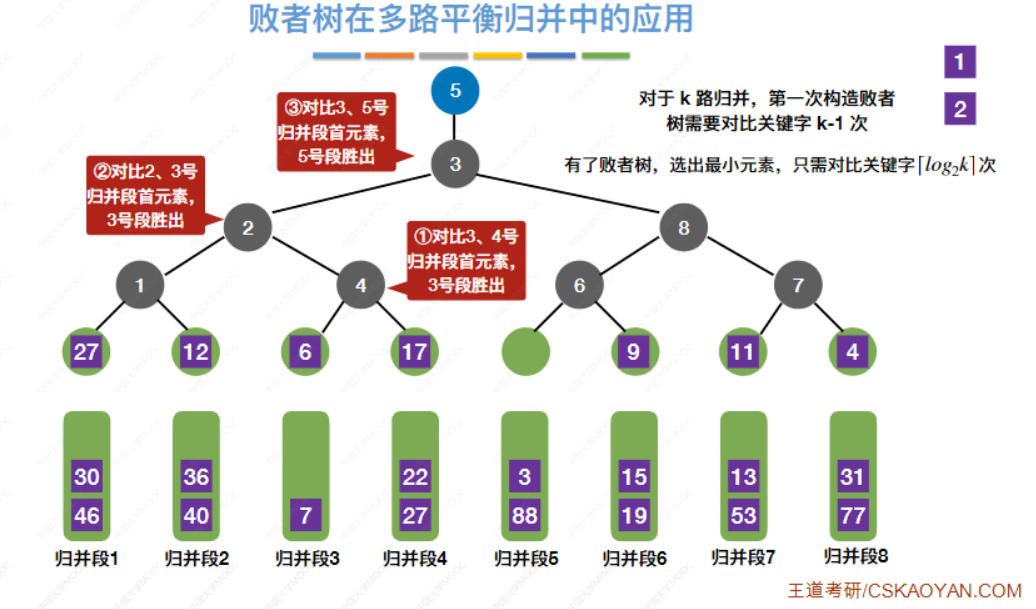 败者树在多路平衡归并中的应用
1
2
对于 k 路归并，第一次构造败者
树需要对比关键字 k-1 次
有了败者树，选出最小元素，只需对比关键字⌈log₂k⌉次
5
③对比3、5号
归并段首元素，
5号段胜出
3
②对比2、3号
归并段首元素，
3号段胜出
2
8
①对比3、4号
归并段首元素，
3号段胜出
1
4
6
7
27 12 6 17 9 11 4
30 36 22 3 15 13 31
46 40 7 27 88 19 53 77
归并段1 归并段2 归并段3 归并段4 归并段5 归并段6 归并段7 归并段8
王道考研/CSKAOYAN.COM